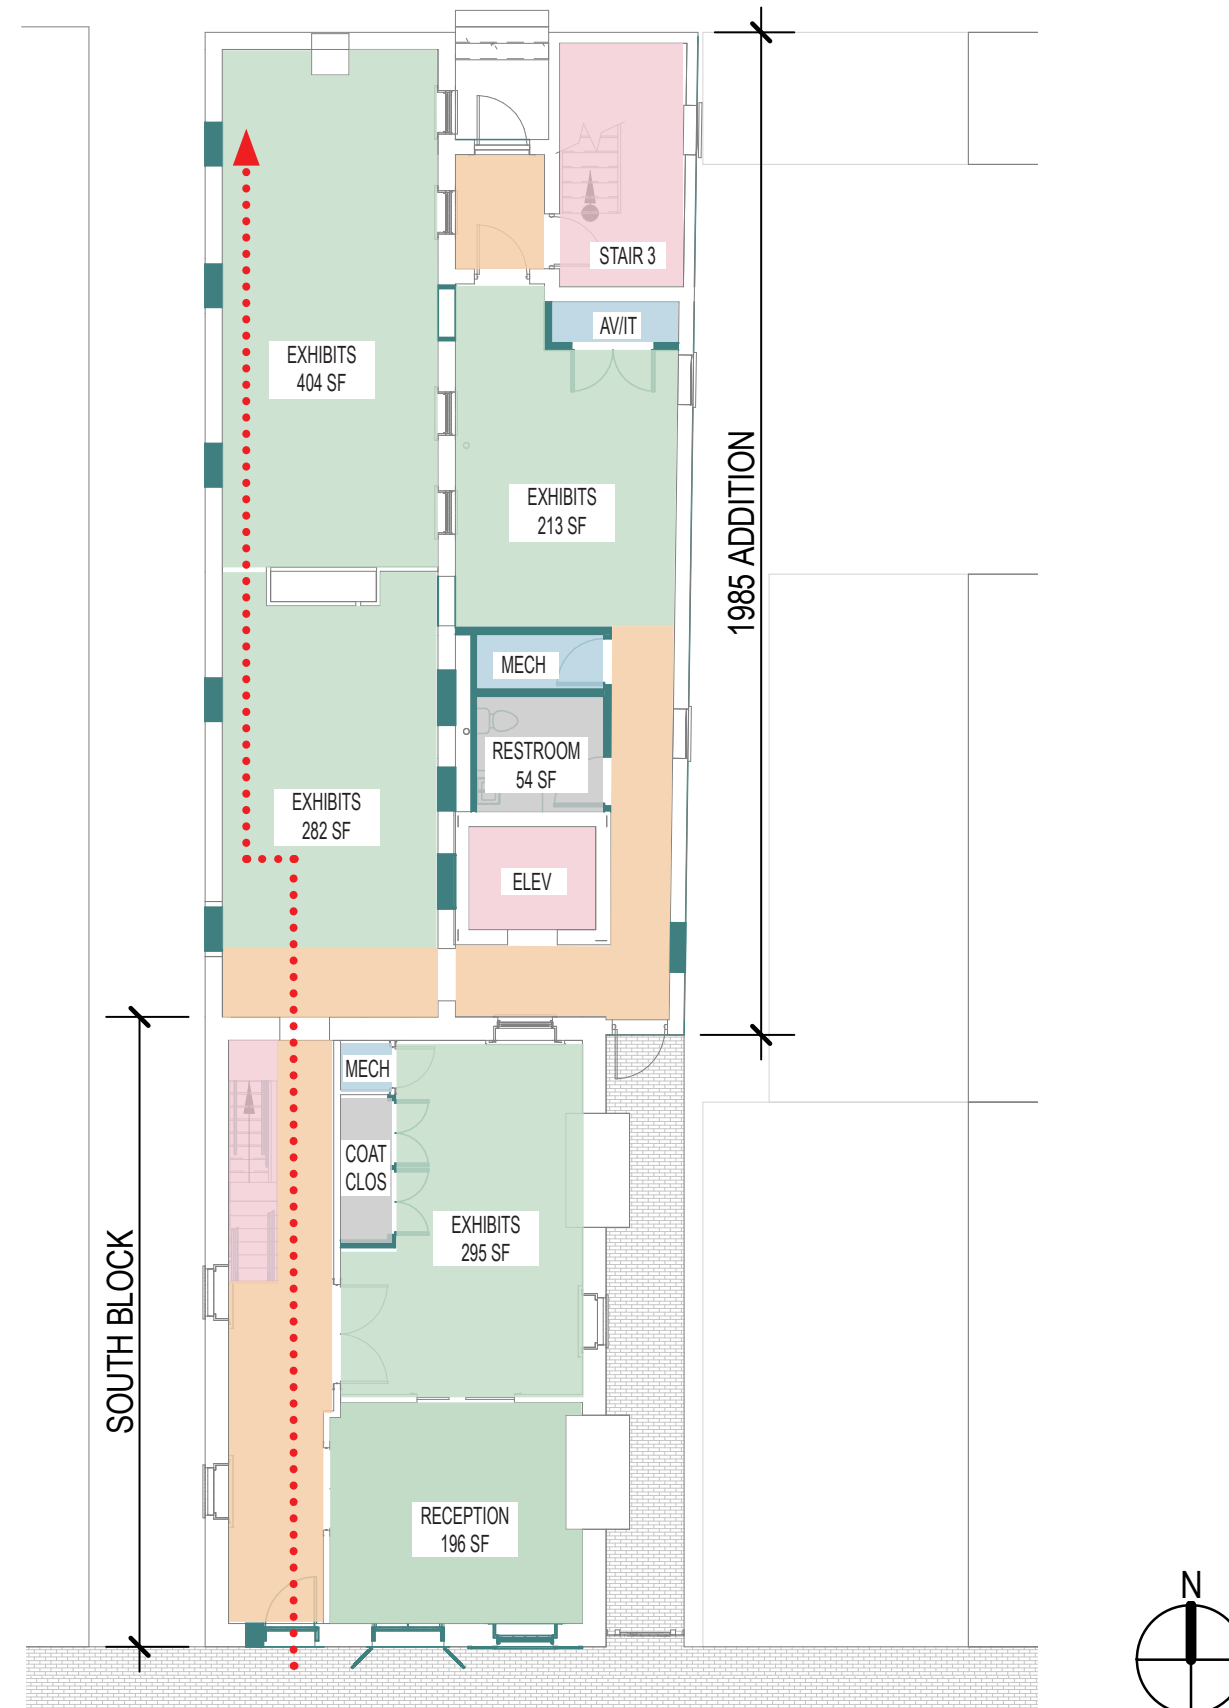 STAIR 3
AV/IT
EXHIBITS
404 SF
EXHIBITS
213 SF
1985 ADDITION
MECH
RESTROOM
54 SF
EXHIBITS
282 SF
ELEV
MECH
COAT
CLOS
EXHIBITS
295 SF
SOUTH BLOCK
RECEPTION
196 SF
N